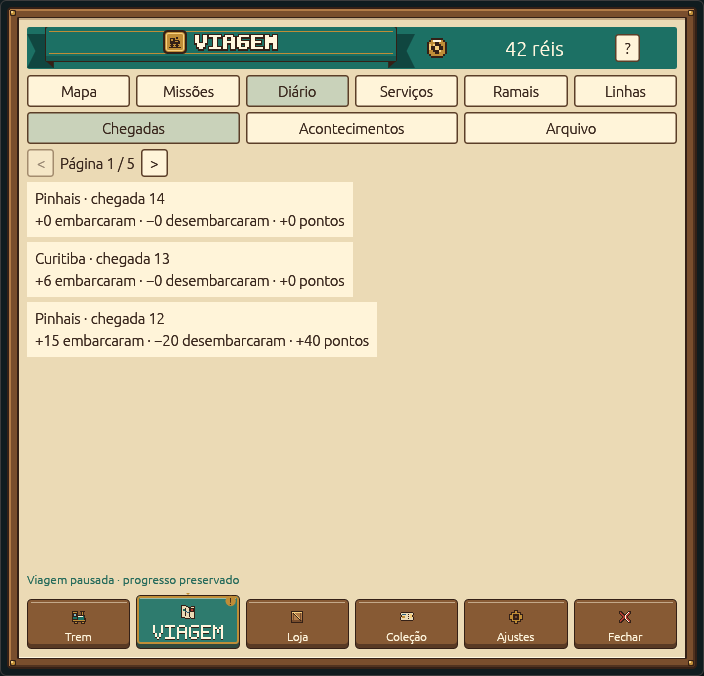 VIAGEM
42 réis
?
Mapa
Missões
Diário
Serviços
Ramais
Linhas
Chegadas
Acontecimentos
Arquivo
< Página 1 / 5 >
Pinhais · chegada 14
+0 embarcaram · −0 desembarcaram · +0 pontos
Curitiba · chegada 13
+6 embarcaram · −0 desembarcaram · +0 pontos
Pinhais · chegada 12
+15 embarcaram · −20 desembarcaram · +40 pontos
Viagem pausada · progresso preservado
Trem
!
VIAGEM
Loja
Coleção
Ajustes
Fechar